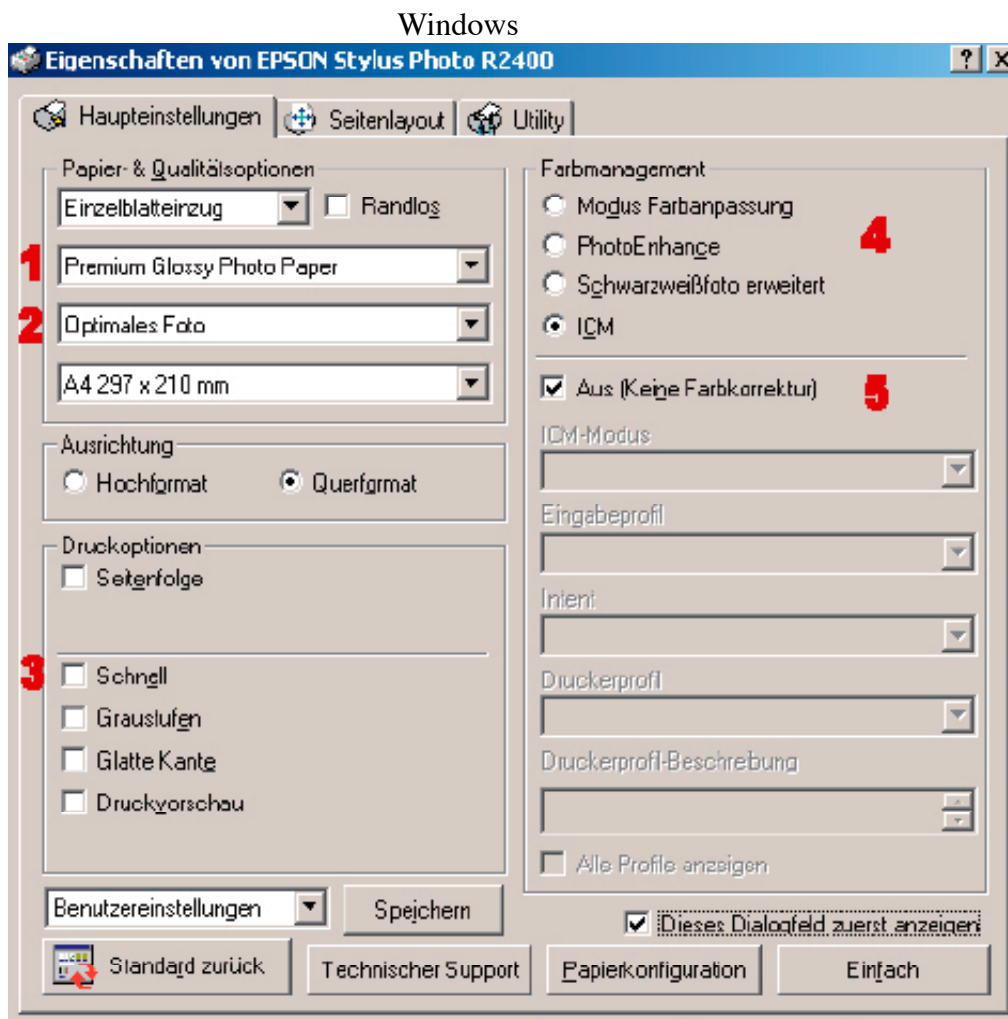 Windows
Eigenschaften von EPSON Stylus Photo R2400
? X
Haupteinstellungen Seitenlayout Utility
Papier- & Qualitätsoptionen
Einzelblatteinzug Randlos
1 Premium Glossy Photo Paper
2 Optimales Foto
A4 297 x 210 mm
Ausrichtung
Hochformat Querformat
Druckoptionen
Seitenfolge
3 Schnell
Graustufen
Glatte Kante
Druckvorschau
Farbmanagement
Modus Farbanpassung
4
PhotoEnhance
Schwarzweißfoto erweitert
ICM
Aus (Keine Farbkorrektur) 5
ICM-Modus
Eingabeprofil
Intent
Druckerprofil
Druckerprofil-Beschreibung
Alle Profile anzeigen
Benutzereinstellungen Speichern
Dieses Dialogfeld zuerst anzeigen
Standard zurück Technischer Support Papierkonfiguration Einfach